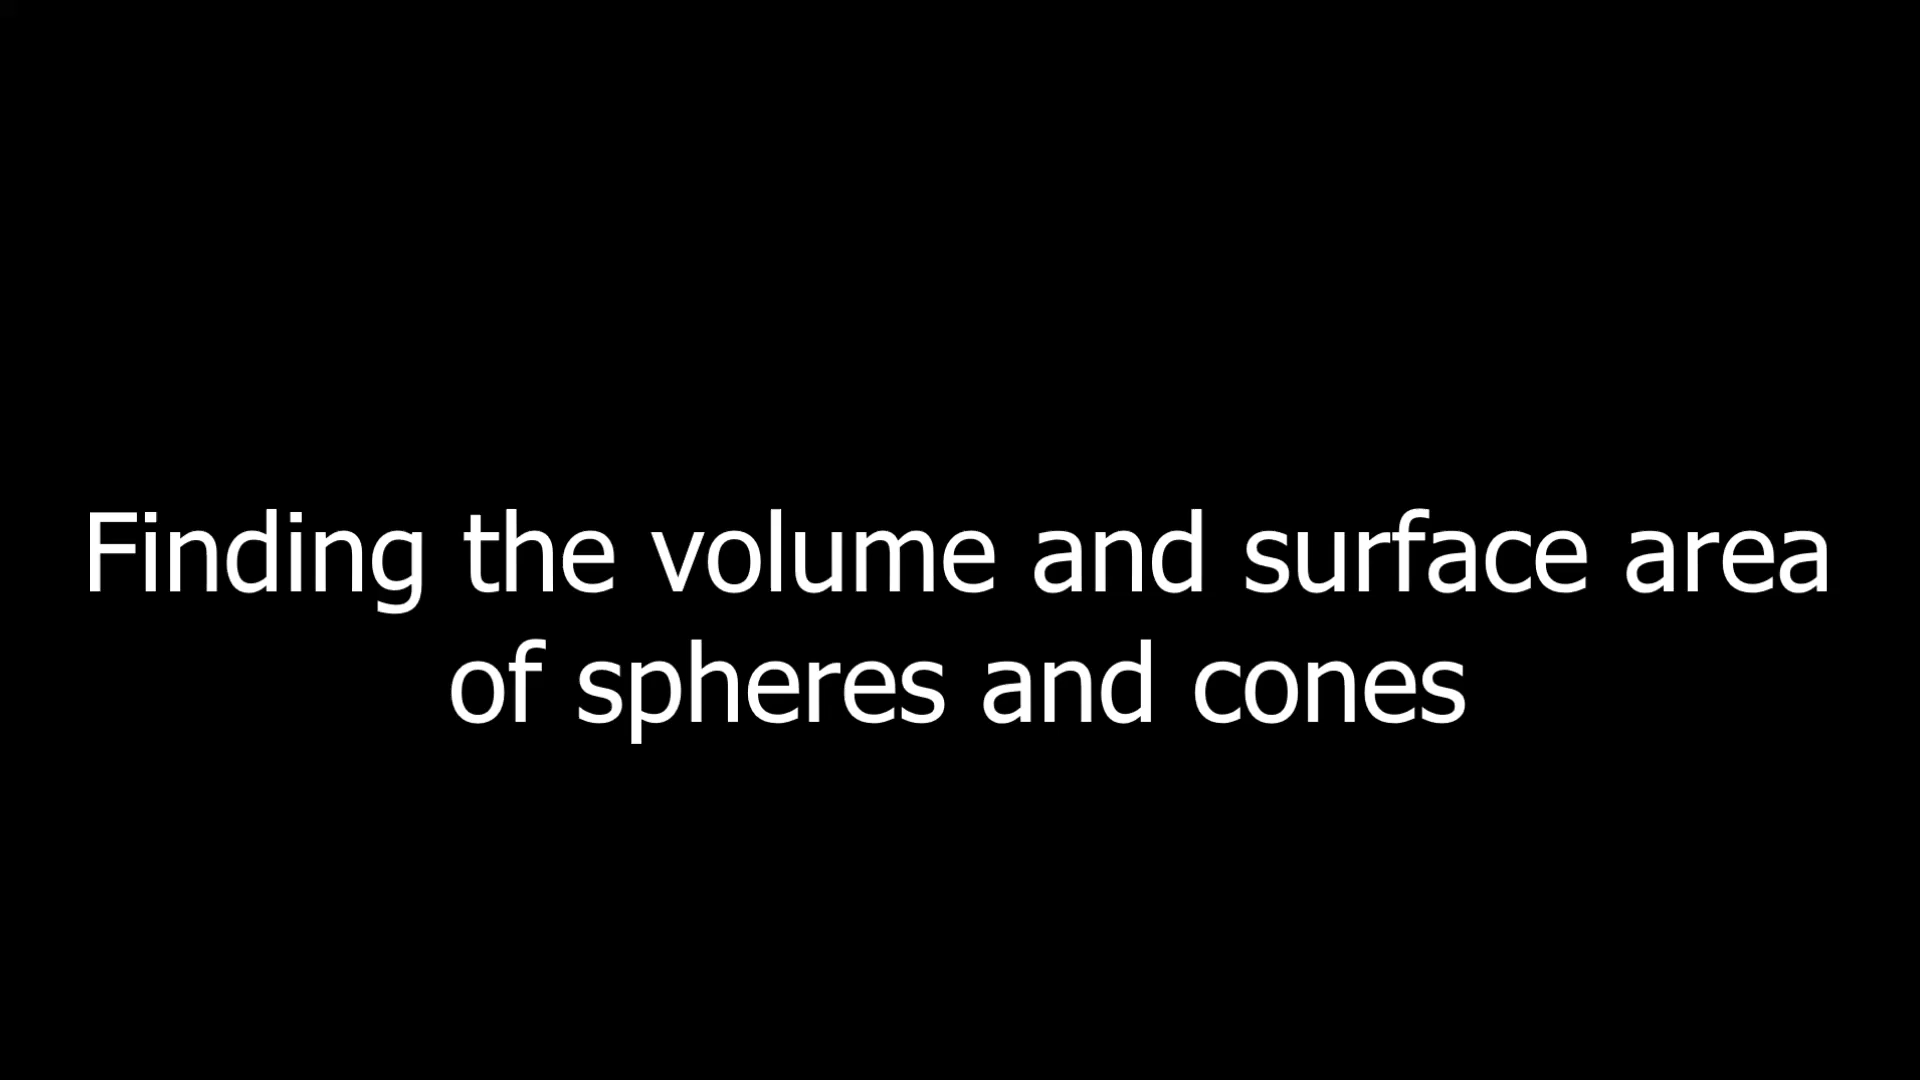 Finding the volume and surface area
of spheres and cones